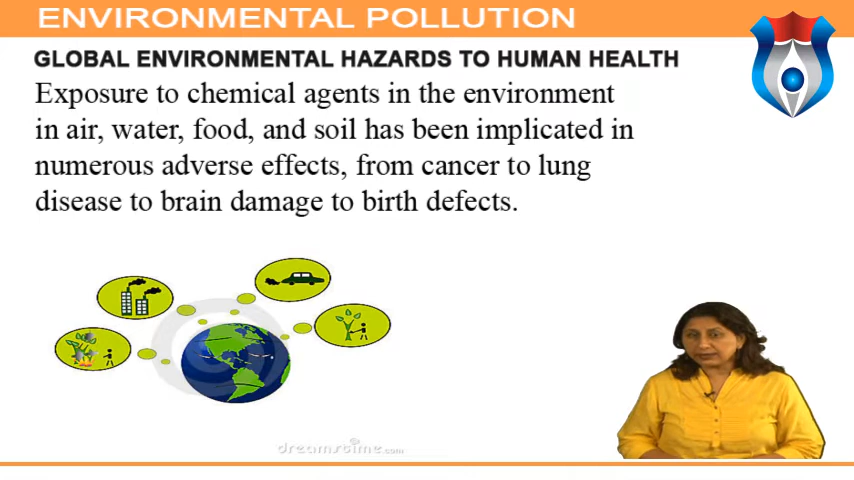 ENVIRONMENTAL POLLUTION
GLOBAL ENVIRONMENTAL HAZARDS TO HUMAN HEALTH
Exposure to chemical agents in the environment
in air, water, food, and soil has been implicated in
numerous adverse effects, from cancer to lung
disease to brain damage to birth defects.
dreamstime.com